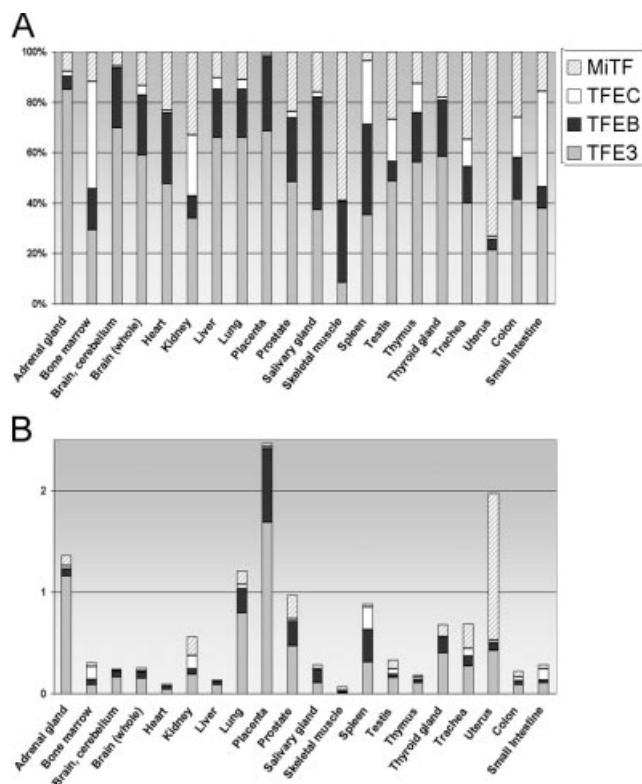 A
100%
80%
60%
40%
20%
0%
MiTF
TFEC
TFEB
TFE3
Adrenal gland
Bone marrow
Brain, cerebellum
Brain (whole)
Heart
Kidney
Liver
Lung
Placenta
Prostate
Salivary gland
Skeletal muscle
Spleen
Testis
Thymus
Thyroid gland
Trachea
Uterus
Colon
Small Intestine
B
2
1
0
Adrenal gland
Bone marrow
Brain, cerebellum
Brain (whole)
Heart
Kidney
Liver
Lung
Placenta
Prostate
Salivary gland
Skeletal muscle
Spleen
Testis
Thymus
Thyroid gland
Trachea
Uterus
Colon
Small Intestine